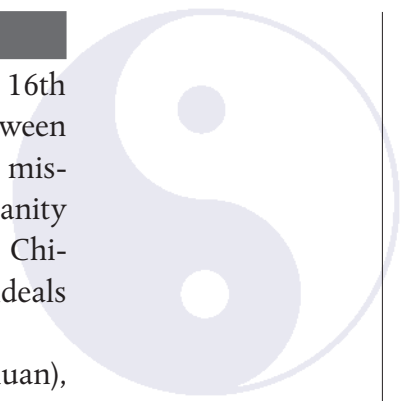 16th
ween
mis-
anity
Chi-
deals
uan),